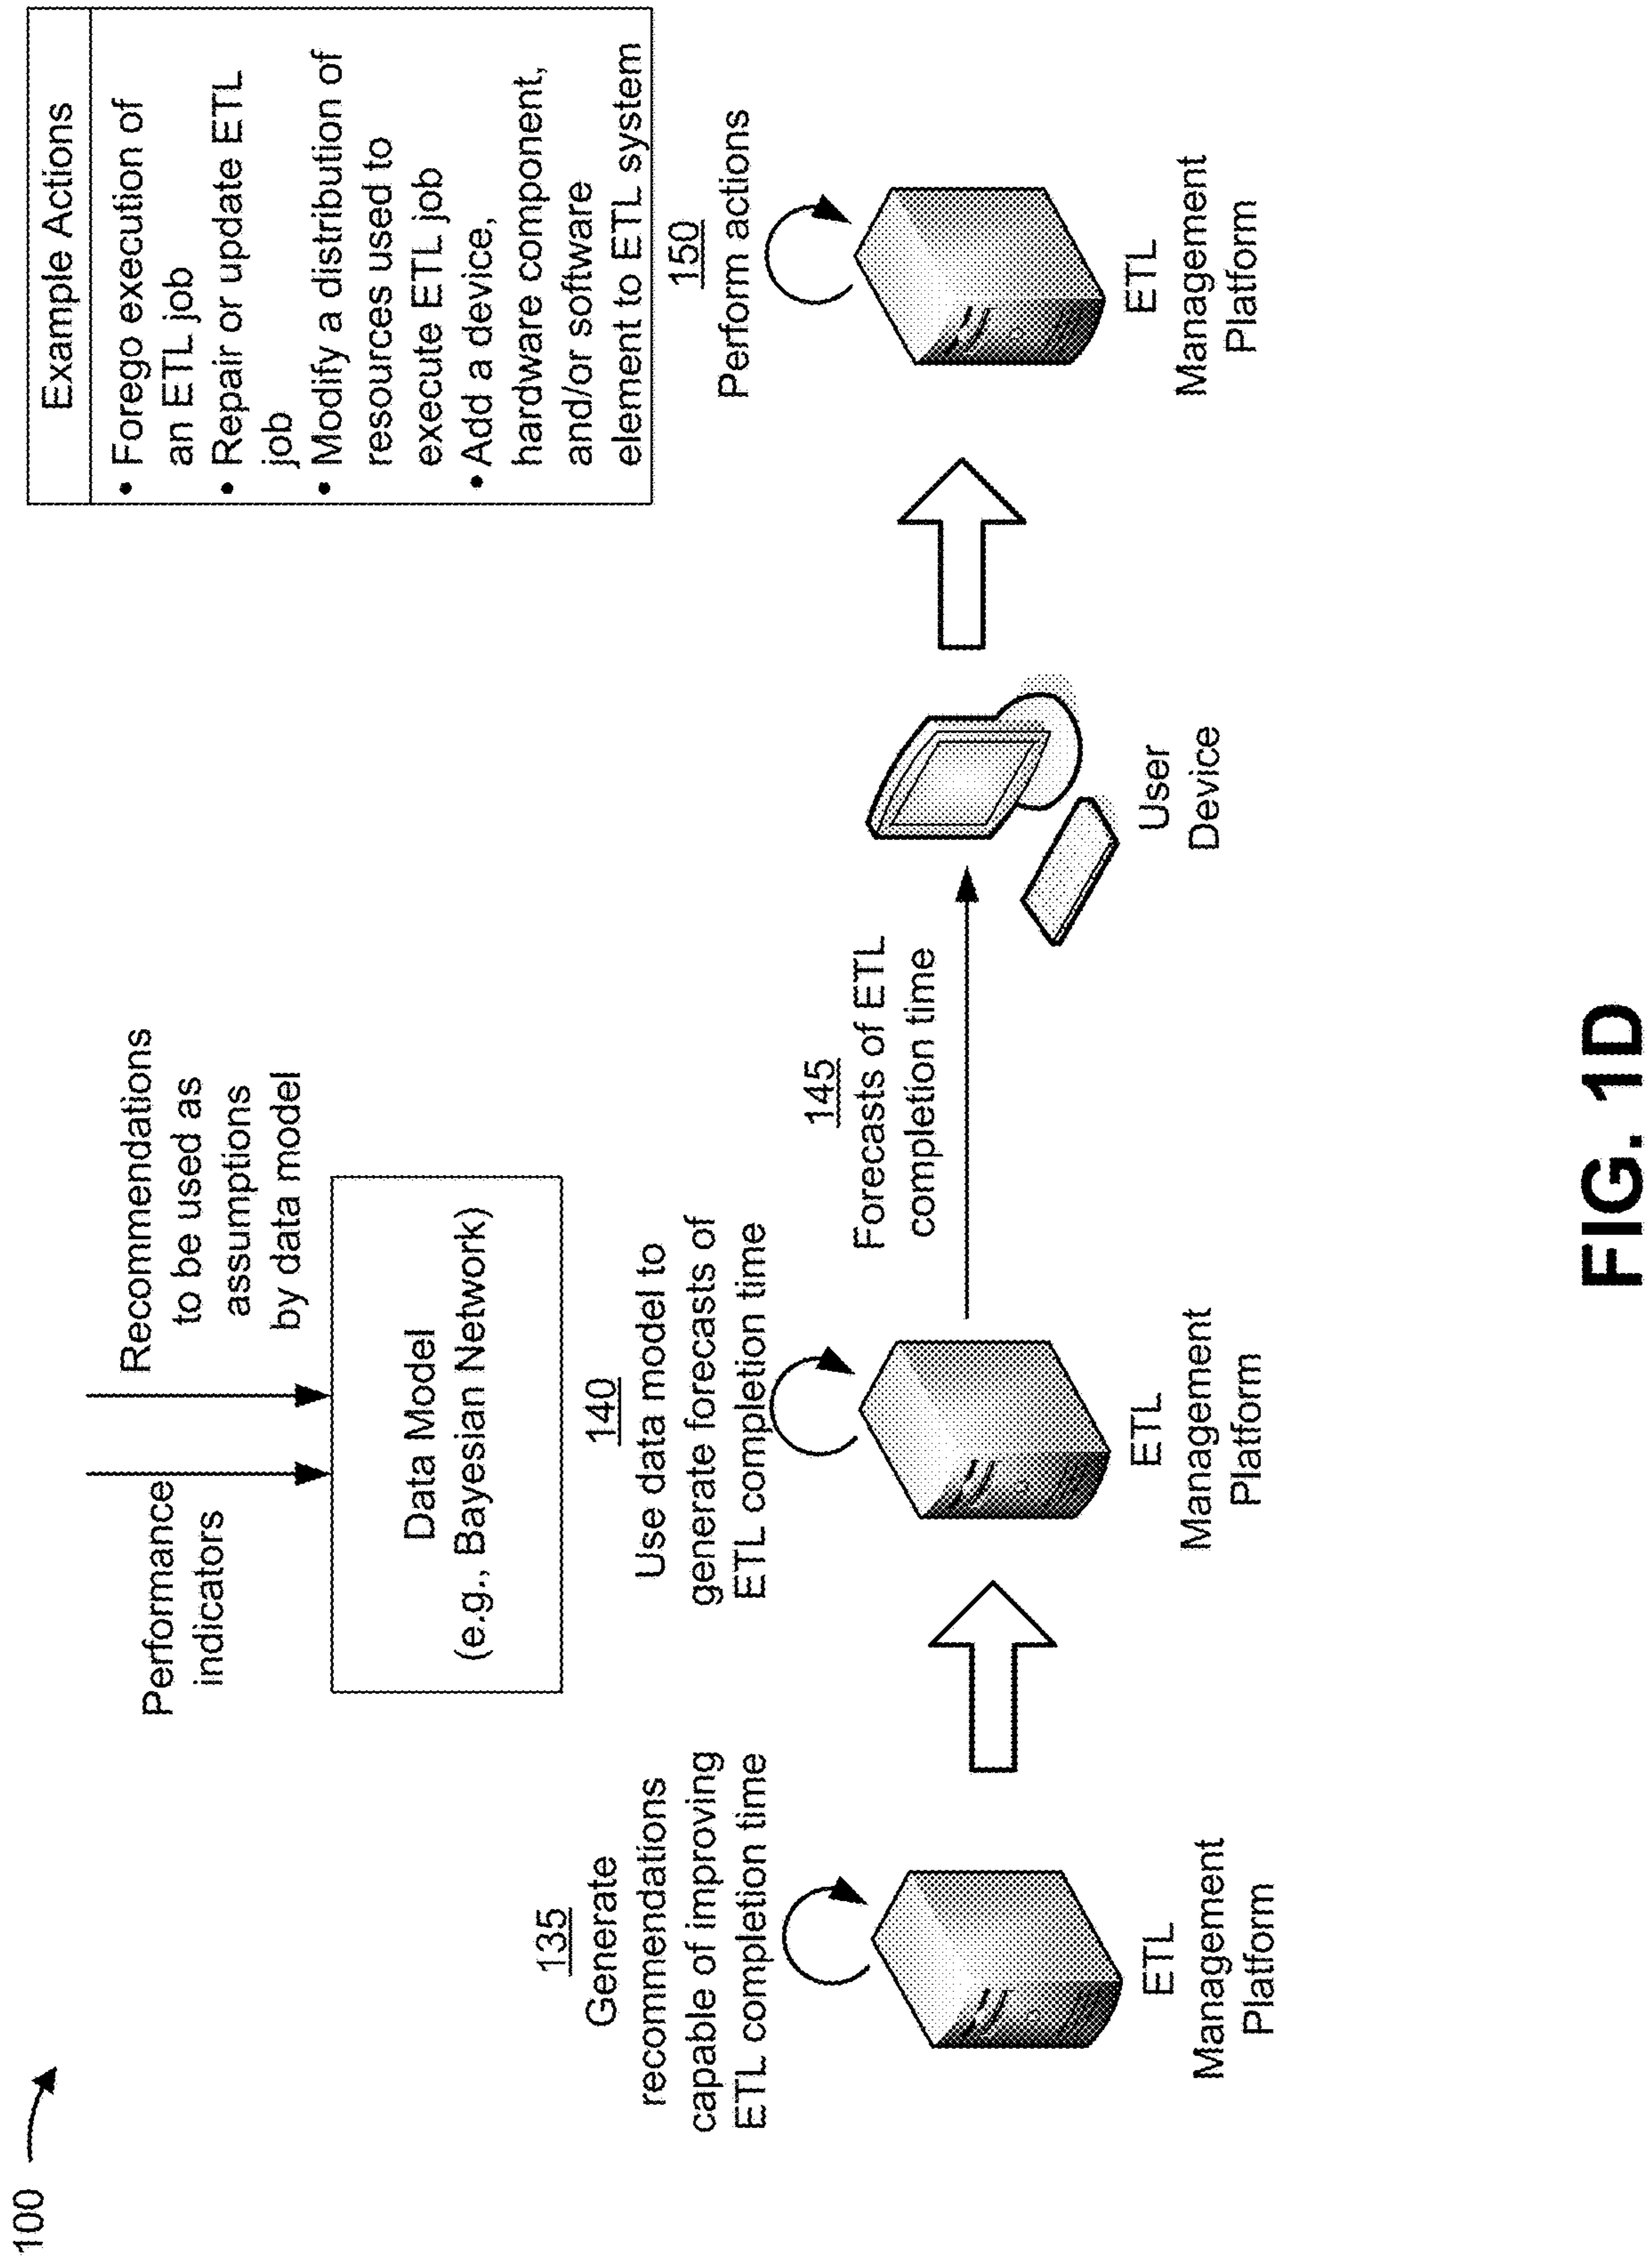 100
Performance
indicators
Recommendations
to be used as
assumptions
by data model
Data Model
(e.g., Bayesian Network)
Example Actions
• Forego execution of
an ETL job
• Repair or update ETL
job
• Modify a distribution of
resources used to
execute ETL job
• Add a device,
hardware component,
and/or software
element to ETL system
135
Generate
recommendations
capable of improving
ETL completion time
ETL
Management
Platform
140
Use data model to
generate forecasts of
ETL completion time
ETL
Management
Platform
145
Forecasts of ETL
completion time
User
Device
150
Perform actions
ETL
Management
Platform
FIG. 1D